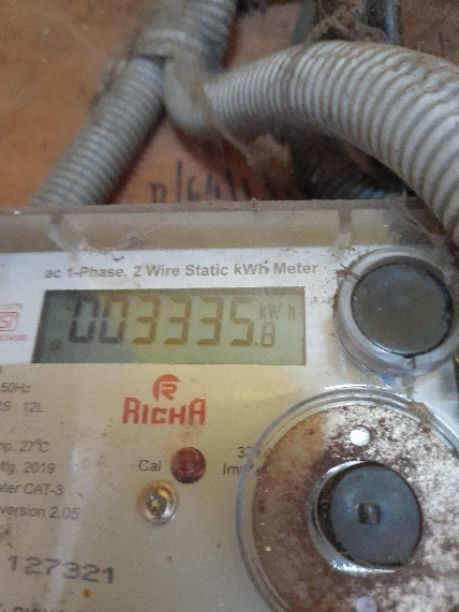 ac 1-Phase, 2 Wire Static kWh Meter
003335.8 kWh
50Hz
: 12L
RICHA
27°C
2019
Cal
CAT-3
version 2.05
127321